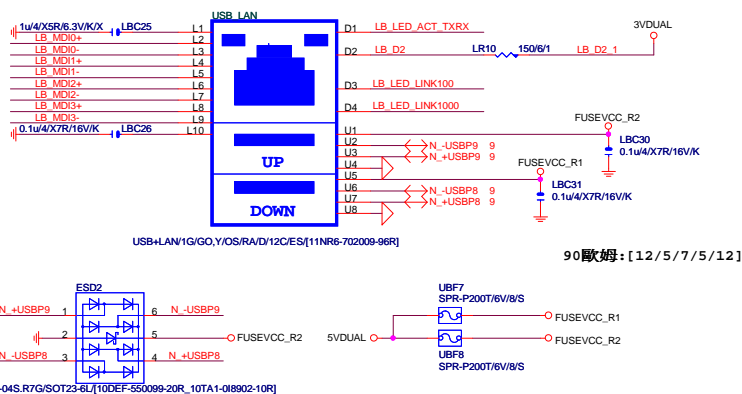 USB_LAN
1u/4/X5R/6.3V/K/X LBC25 L1 D1 LB_LED_ACT_TXRX
3VDUAL
LB_MDI0+ L2
LB_MDI0- L3 D2 LB_D2 LR10 150/6/1 LB_D2_1
LB_MDI1+ L4
LB_MDI1- L5
LB_MDI2+ L6 D3 LB_LED_LINK100
LB_MDI2- L7
LB_MDI3+ L8 D4 LB_LED_LINK1000
LB_MDI3- L9
0.1u/4/X7R/16V/K LBC26 L10 U1 FUSEVCC_R2
U2 N_-USBP9 9 LBC30
U3 N_+USBP9 9 0.1u/4/X7R/16V/K
UP U4 FUSEVCC_R1
U5
U6 N_-USBP8 9 LBC31
U7 N_+USBP8 9 0.1u/4/X7R/16V/K
DOWN U8
USB+LAN/1G/GO,Y/OS/RA/D/12C/ES/[11NR6-702009-96R]
90歐姆:[12/5/7/5/12]
ESD2 UBF7
SPR-P200T/6V/8/S
N_+USBP9 1 6 N_-USBP9 FUSEVCC_R1
2 5 FUSEVCC_R2 5VDUAL FUSEVCC_R2
N_-USBP8 3 4 N_+USBP8 UBF8
SPR-P200T/6V/8/S
-04S.R7G/SOT23-6L/[10DEF-550099-20R_10TA1-0I8902-10R]